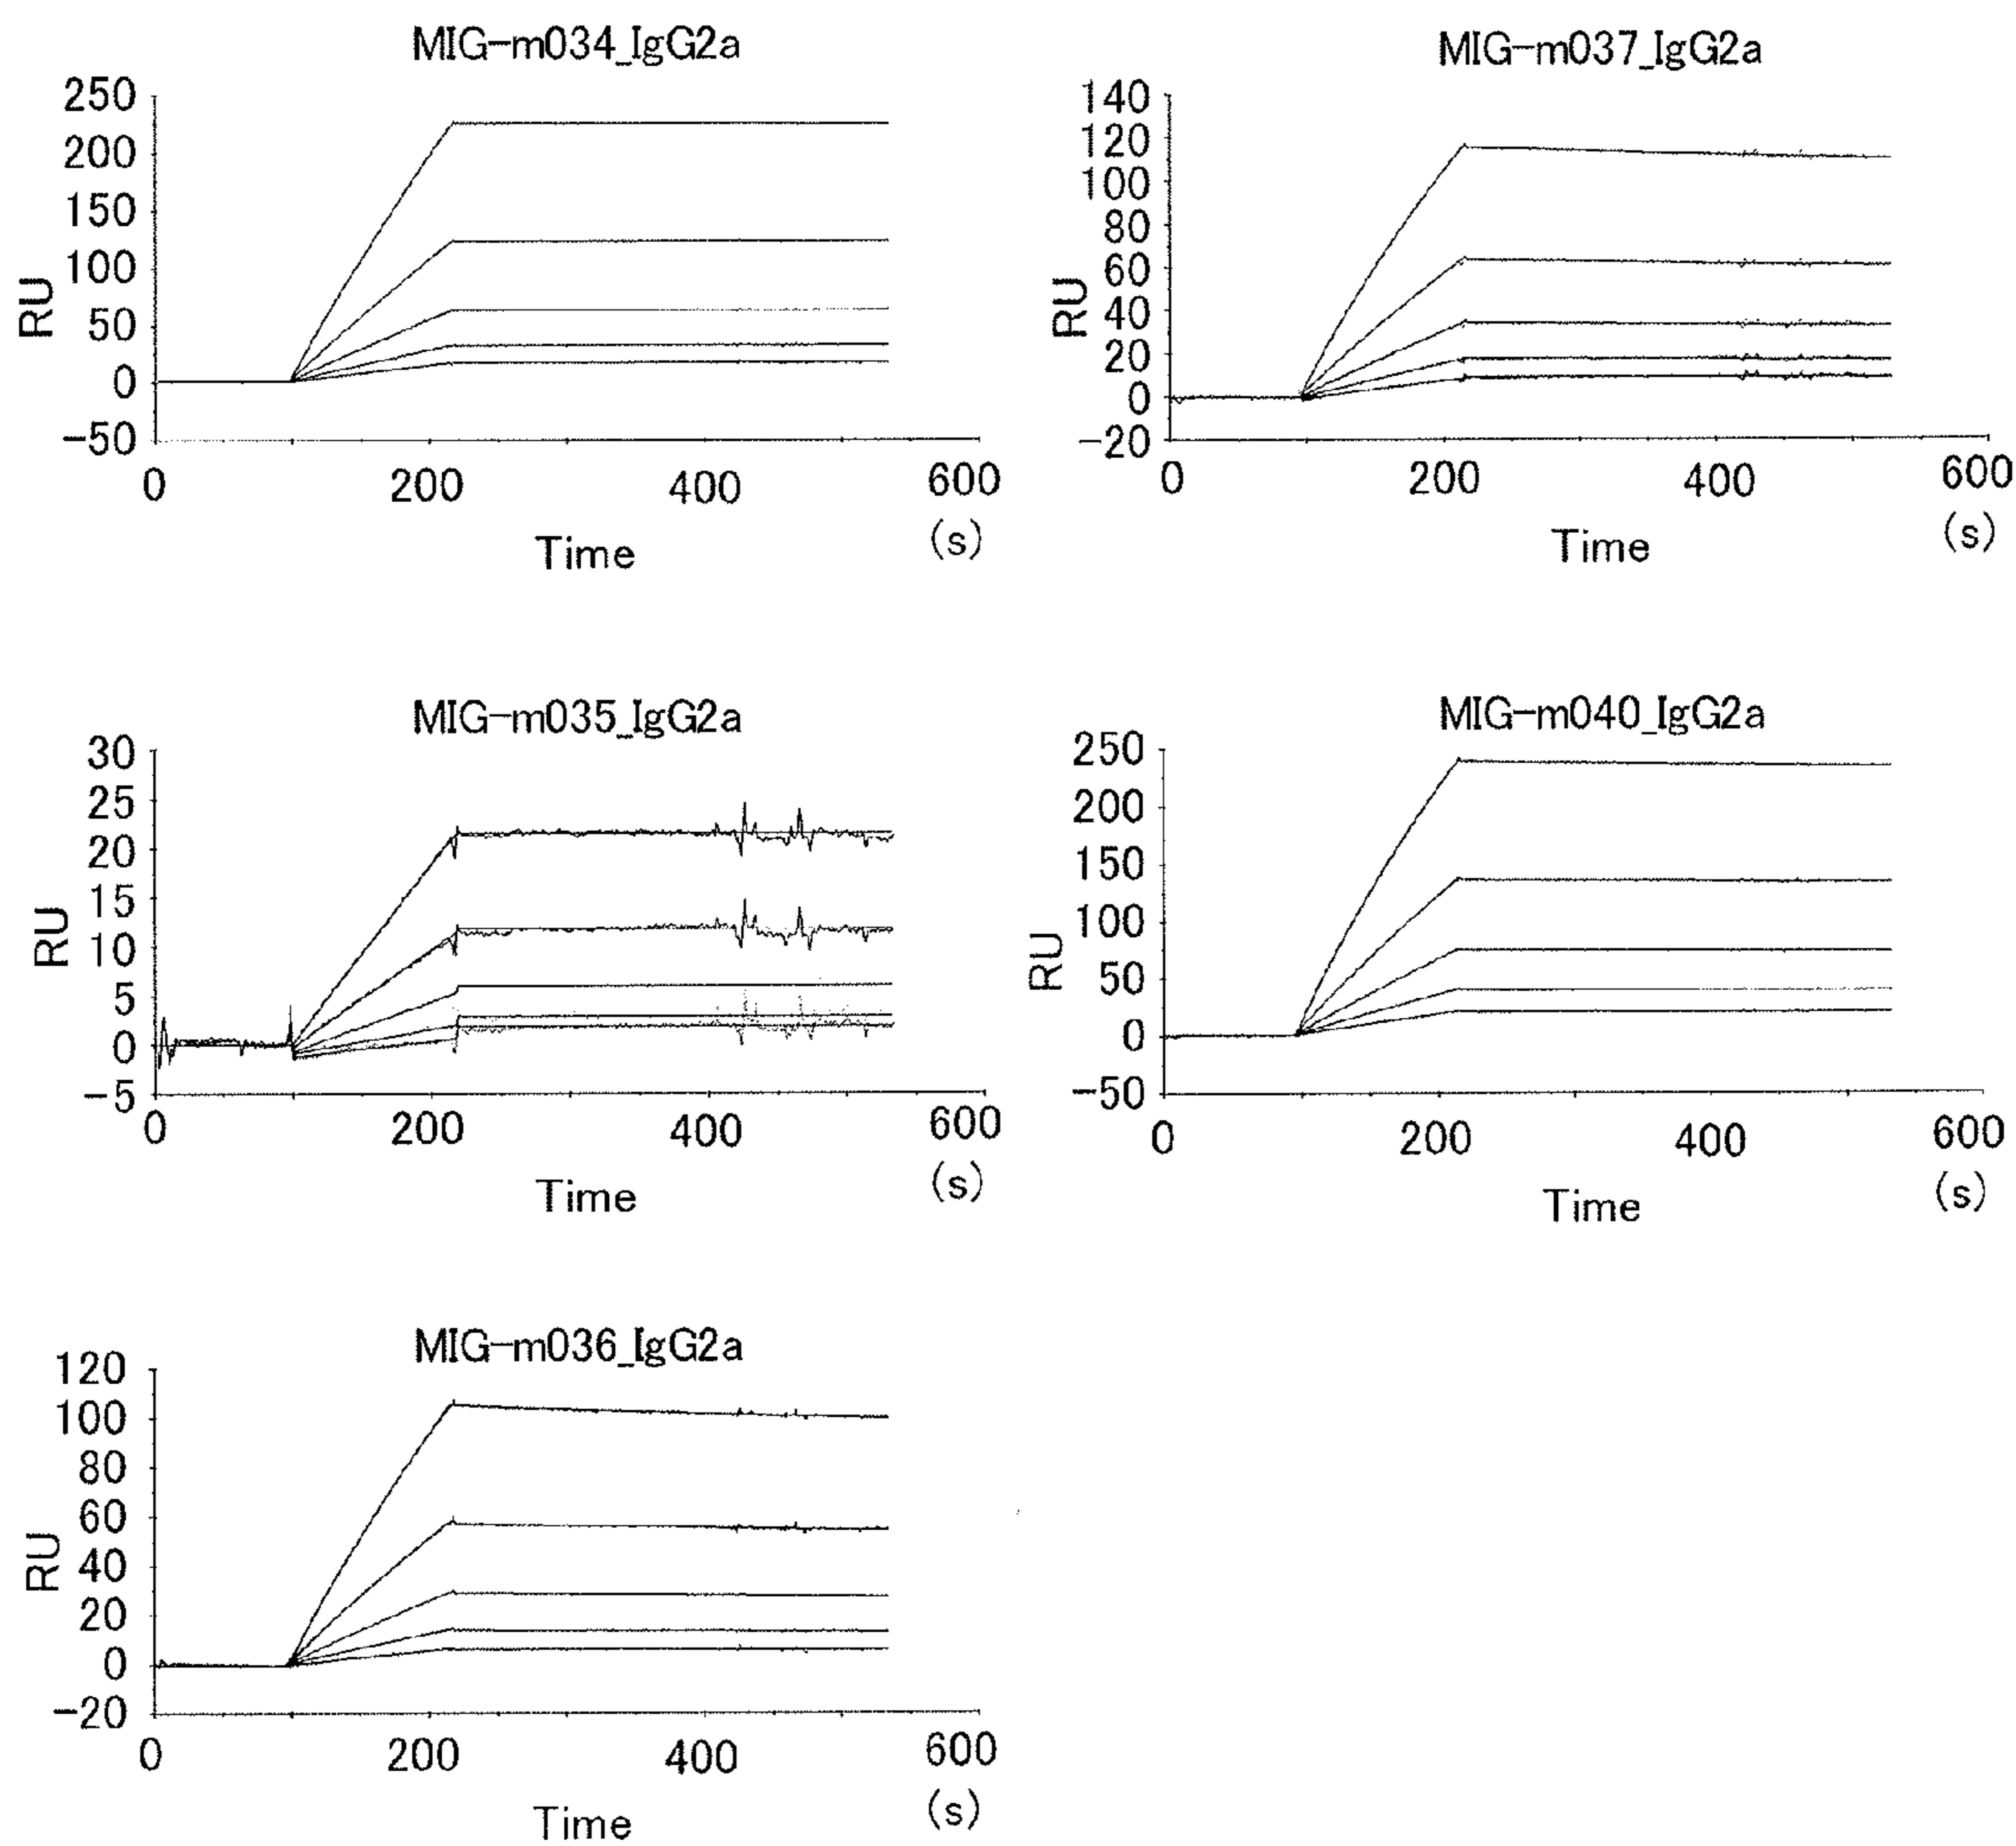 MIG-m034_IgG2a
250
200
150
100
50
0
-50
RU
0 200 400 600
(s)
Time
MIG-m037_IgG2a
140
120
100
80
60
40
20
0
-20
RU
0 200 400 600
(s)
Time
MIG-m035_IgG2a
30
25
20
15
10
5
0
-5
RU
0 200 400 600
(s)
Time
MIG-m040_IgG2a
250
200
150
100
50
0
-50
RU
0 200 400 600
(s)
Time
MIG-m036_IgG2a
120
100
80
60
40
20
0
-20
RU
0 200 400 600
(s)
Time